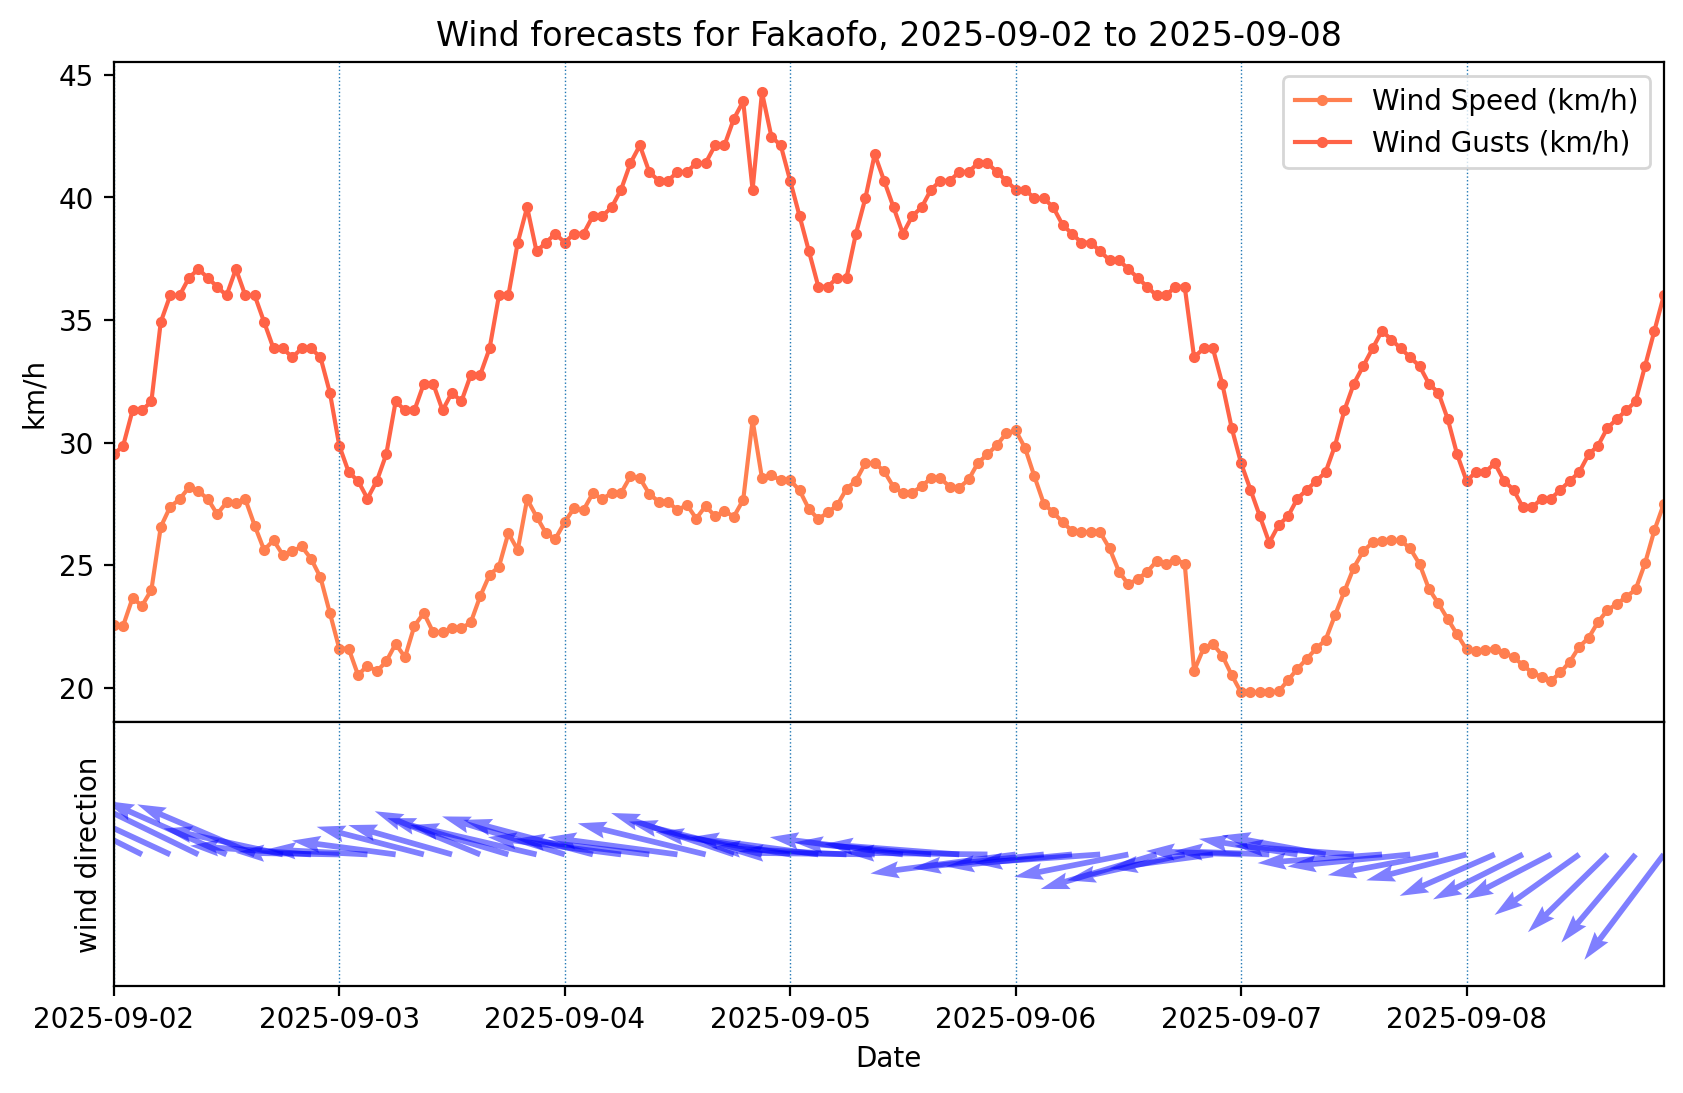 Wind forecasts for Fakaofo, 2025-09-02 to 2025-09-08
45
40
35
30
25
20
km/h
Wind Speed (km/h)
Wind Gusts (km/h)
wind direction
2025-09-02
2025-09-03
2025-09-04
2025-09-05
2025-09-06
2025-09-07
2025-09-08
Date